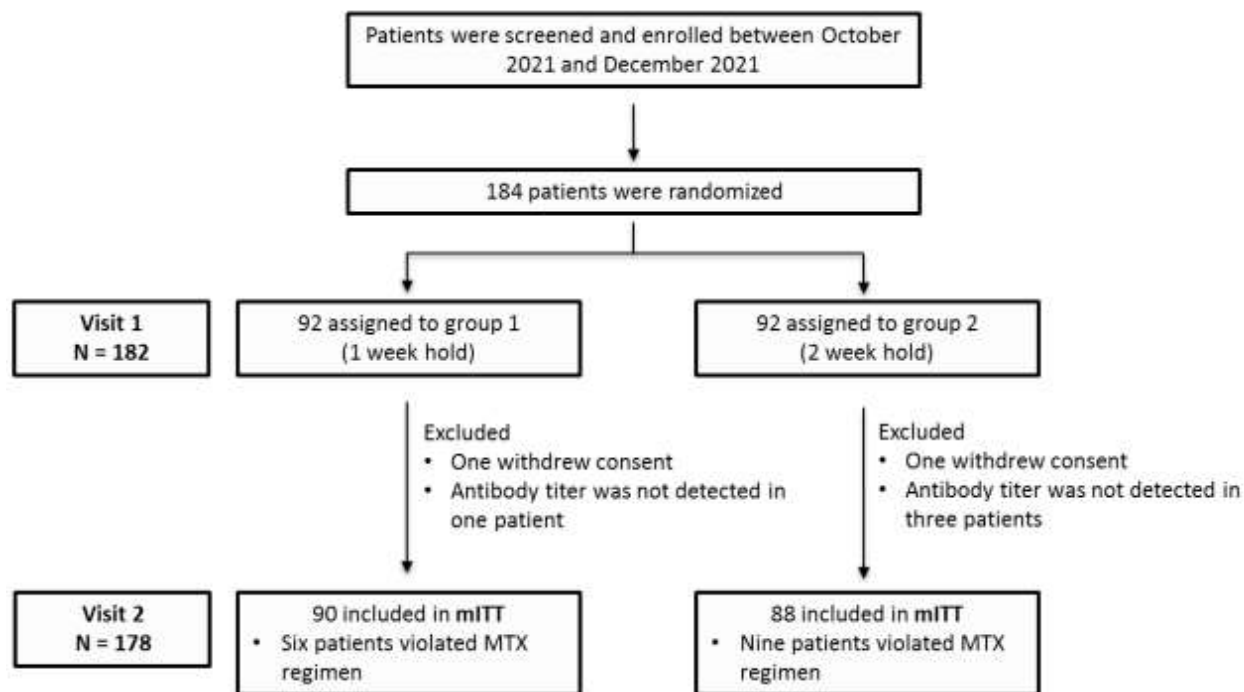 Patients were screened and enrolled between October
2021 and December 2021
184 patients were randomized
Visit 1
N = 182
92 assigned to group 1
(1 week hold)
92 assigned to group 2
(2 week hold)
Excluded
• One withdrew consent
• Antibody titer was not detected in
one patient
Excluded
• One withdrew consent
• Antibody titer was not detected in
three patients
Visit 2
N = 178
90 included in mITT
• Six patients violated MTX
regimen
88 included in mITT
• Nine patients violated MTX
regimen